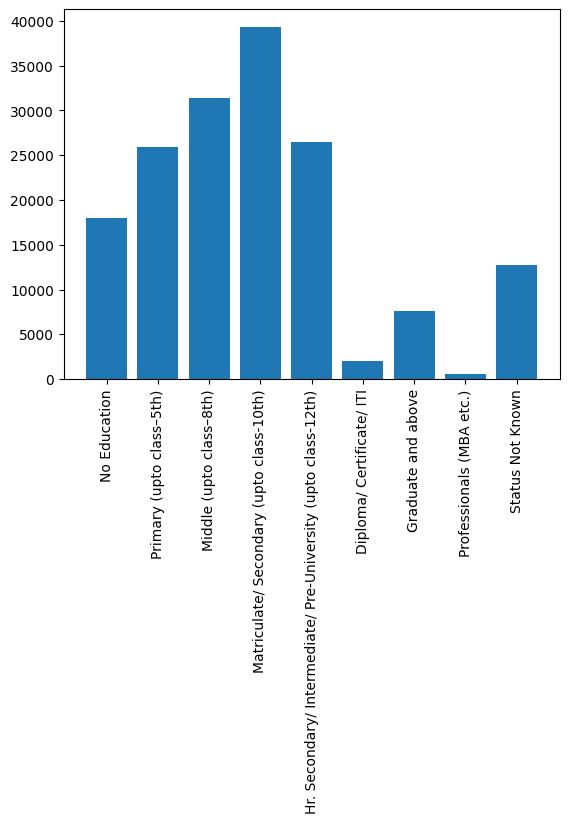 40000
35000
30000
25000
20000
15000
10000
5000
0
No Education
Primary (upto class–5th)
Middle (upto class–8th)
Matriculate/ Secondary (upto class-10th)
Hr. Secondary/ Intermediate/ Pre-University (upto class-12th)
Diploma/ Certificate/ ITI
Graduate and above
Professionals (MBA etc.)
Status Not Known